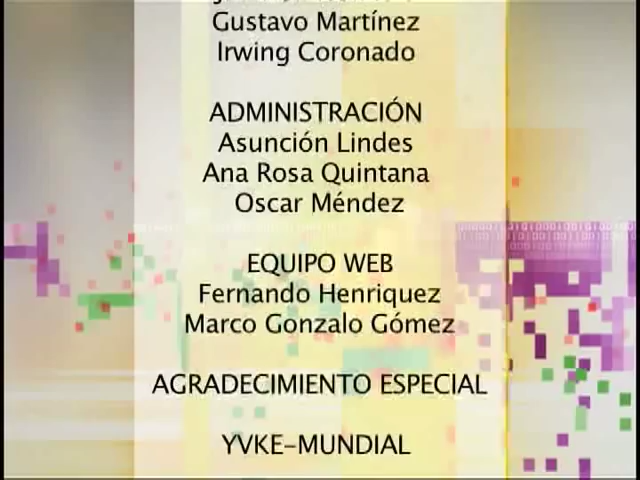 Gustavo Martínez
Irwing Coronado
ADMINISTRACIÓN
Asunción Lindes
Ana Rosa Quintana
Oscar Méndez
EQUIPO WEB
Fernando Henriquez
Marco Gonzalo Gómez
AGRADECIMIENTO ESPECIAL
YVKE-MUNDIAL